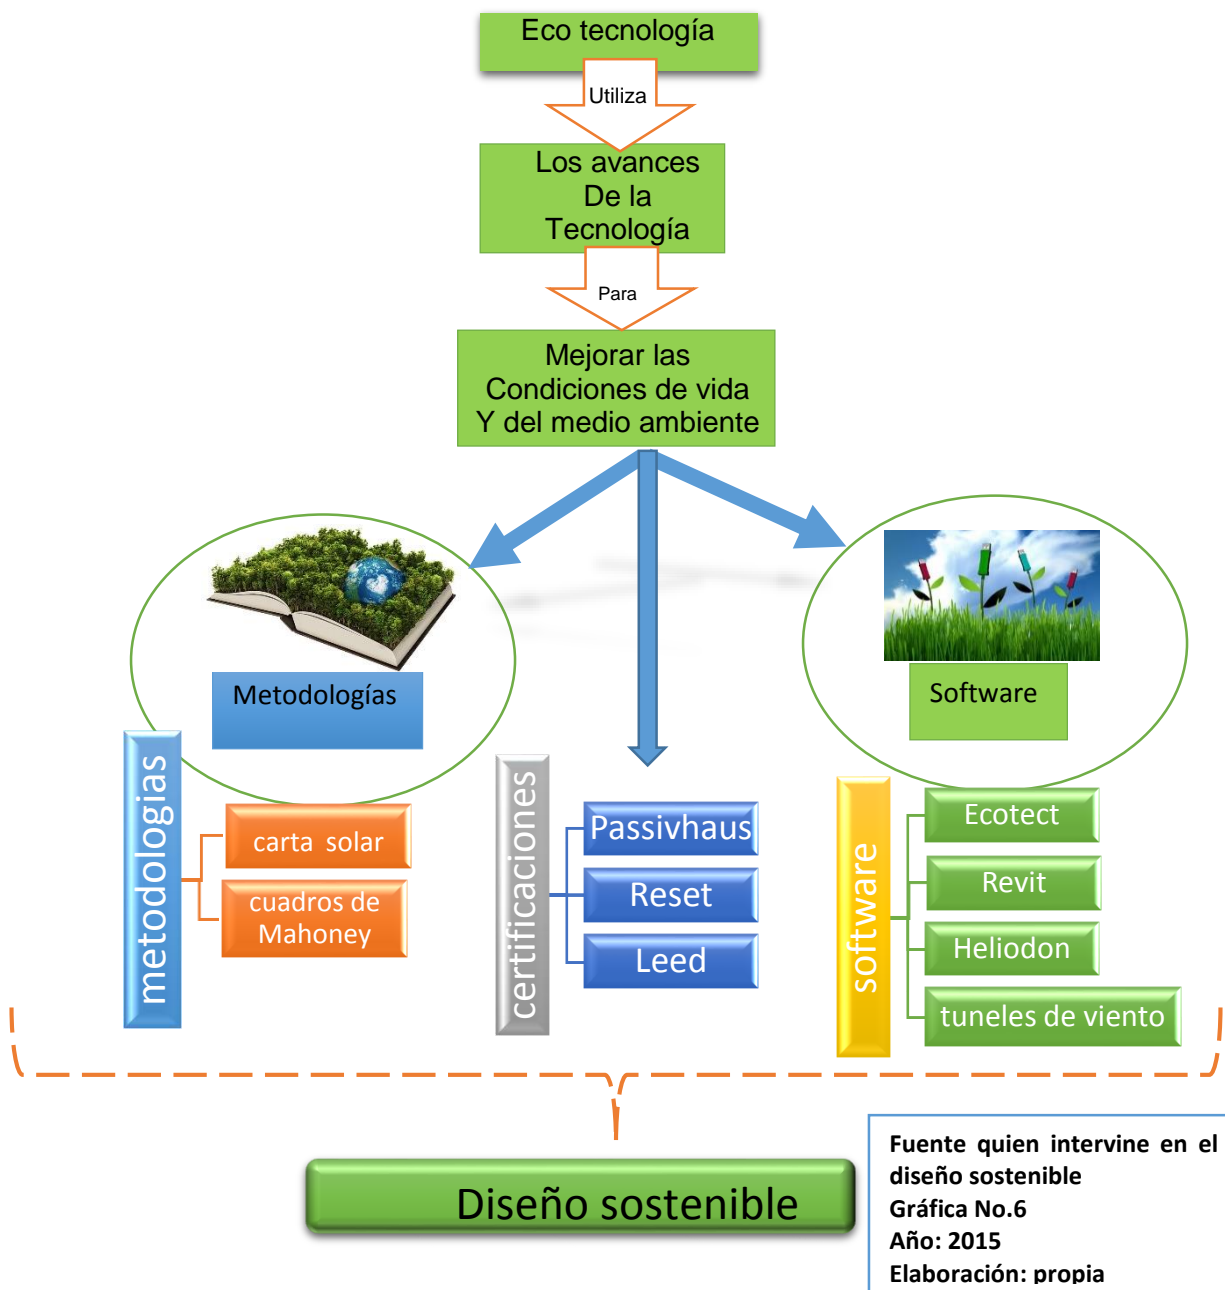 Eco tecnología
Utiliza
Los avances
De la
Tecnología
Para
Mejorar las
Condiciones de vida
Y del medio ambiente
Metodologías
Software
metodologias
carta solar
cuadros de
Mahoney
certificaciones
Passivhaus
Reset
Leed
software
Ecotect
Revit
Heliodon
tuneles de viento
Diseño sostenible
Fuente quien intervine en el
diseño sostenible
Gráfica No.6
Año: 2015
Elaboración: propia